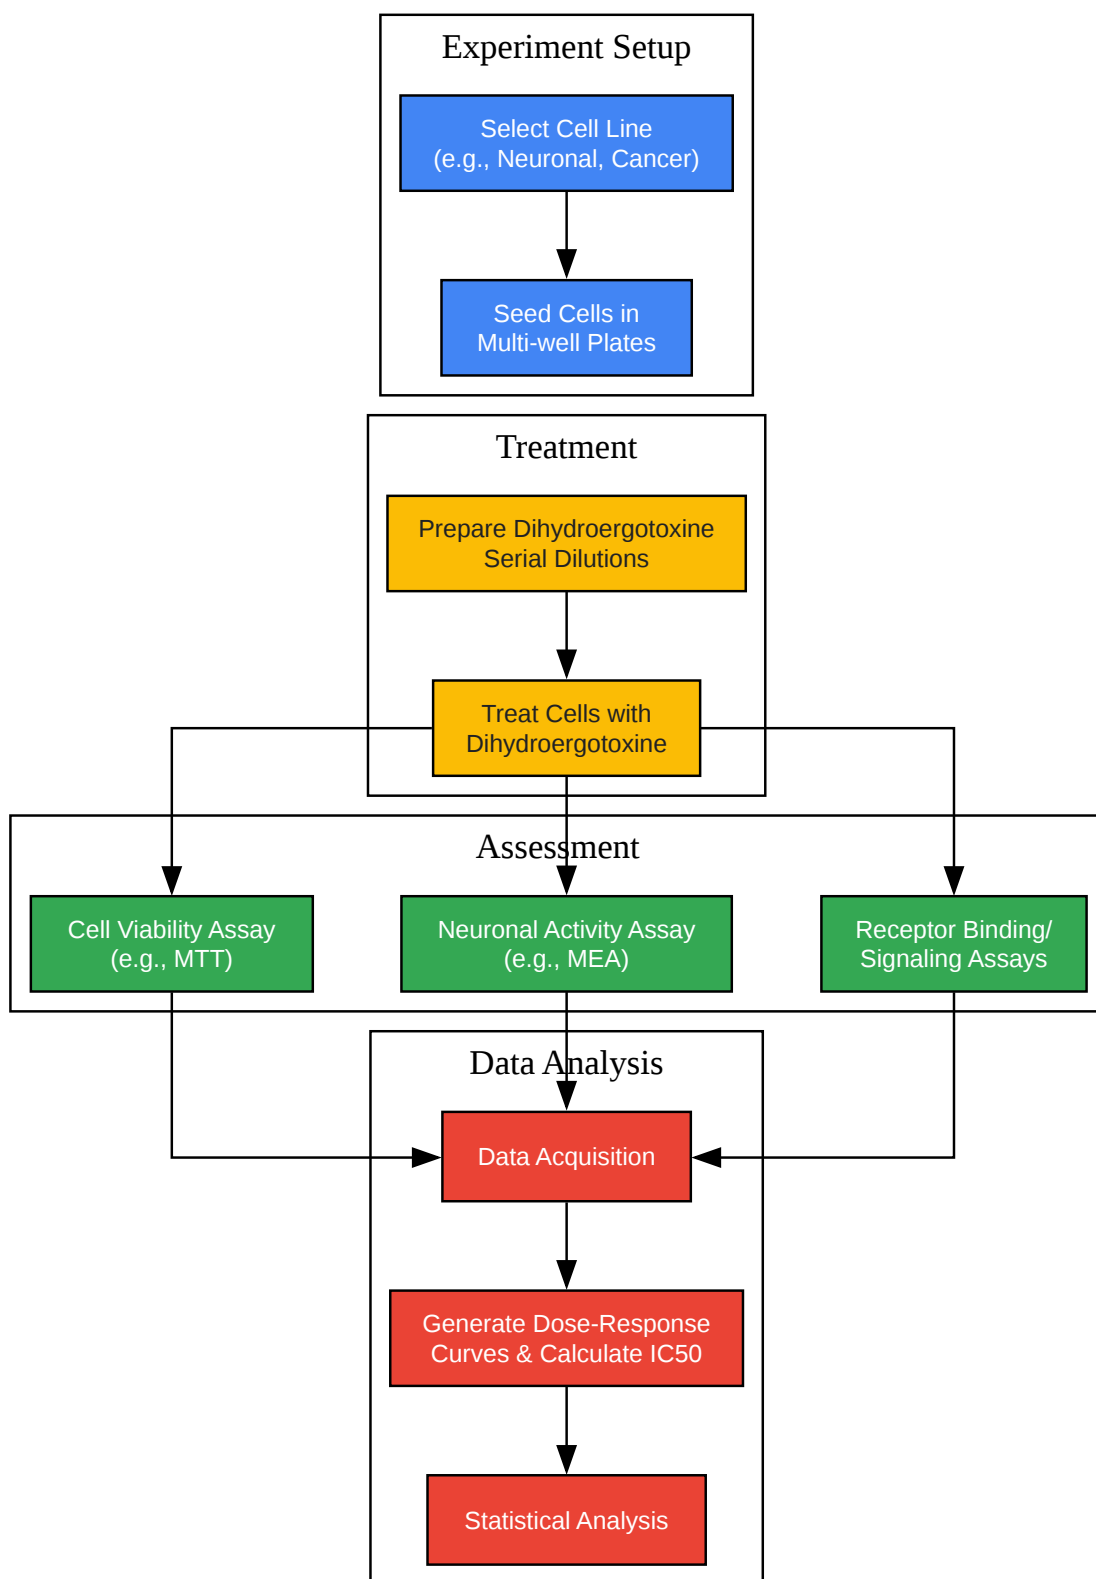 Experiment Setup
Select Cell Line
(e.g., Neuronal, Cancer)
Seed Cells in
Multi-well Plates
Treatment
Prepare Dihydroergotoxine
Serial Dilutions
Treat Cells with
Dihydroergotoxine
Assessment
Cell Viability Assay
(e.g., MTT)
Neuronal Activity Assay
(e.g., MEA)
Receptor Binding/
Signaling Assays
Data Analysis
Data Acquisition
Generate Dose-Response
Curves & Calculate IC50
Statistical Analysis